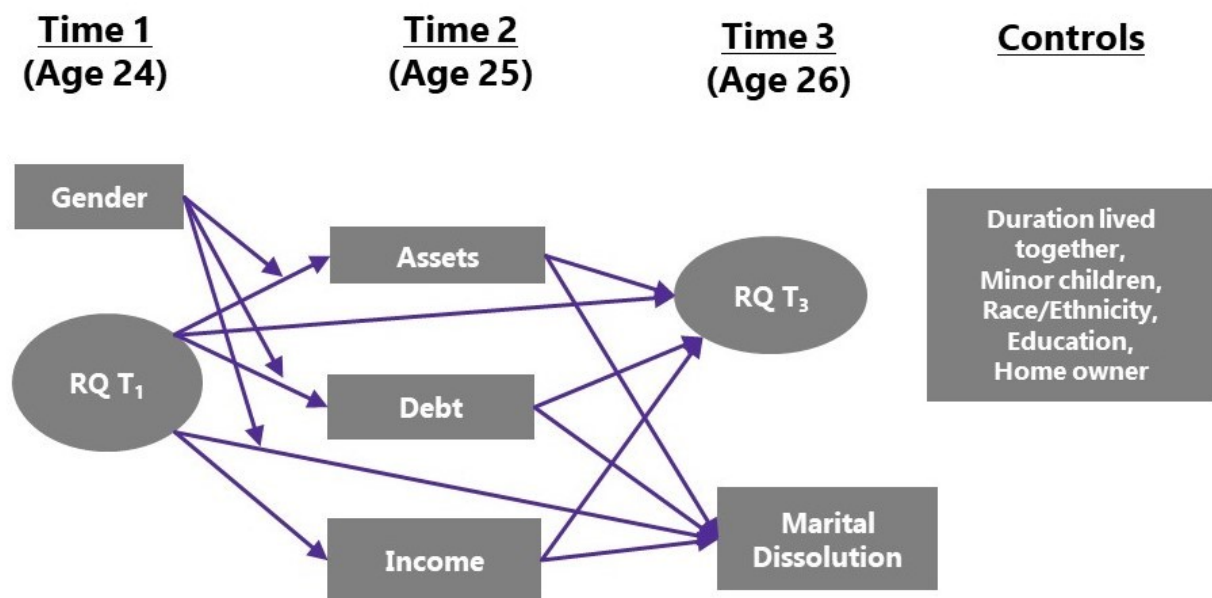 Time 1
(Age 24)
Time 2
(Age 25)
Time 3
(Age 26)
Controls
Gender
Assets
RQ T₃
Duration lived
together,
Minor children,
Race/Ethnicity,
Education,
Home owner
RQ T₁
Debt
Income
Marital
Dissolution